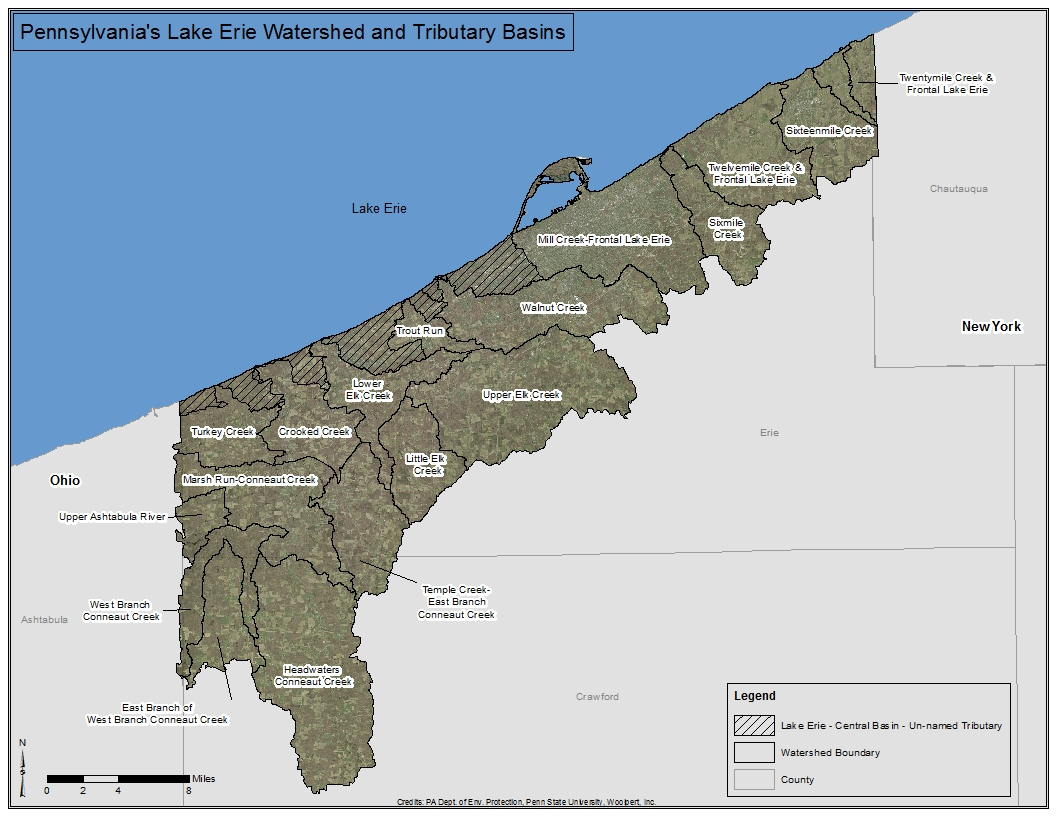 Pennsylvania's Lake Erie Watershed and Tributary Basins
Twentymile Creek &
Frontal Lake Erie
Sixteenmile Creek
Twelvemile Creek &
Frontal Lake Erie
Chautauqua
Lake Erie
Sixmile
Creek
Mill Creek-Frontal Lake Erie
Walnut Creek
New York
Trout Run
Lower
Elk Creek
Upper Elk Creek
Turkey Creek
Crooked Creek
Erie
Little Elk
Creek
Ohio
Marsh Run-Conneaut Creek
Upper Ashtabula River
Temple Creek-
East Branch
Conneaut Creek
West Branch
Conneaut Creek
Ashtabula
Headwaters
Conneaut Creek
East Branch of
West Branch Conneaut Creek
Crawford
Legend
Lake Erie - Central Basin - Un-named Tributary
Watershed Boundary
County
N
S
Miles
0 2 4 8
Credits: PA Dept. of Env. Protection, Penn State University, Woolpert, Inc.